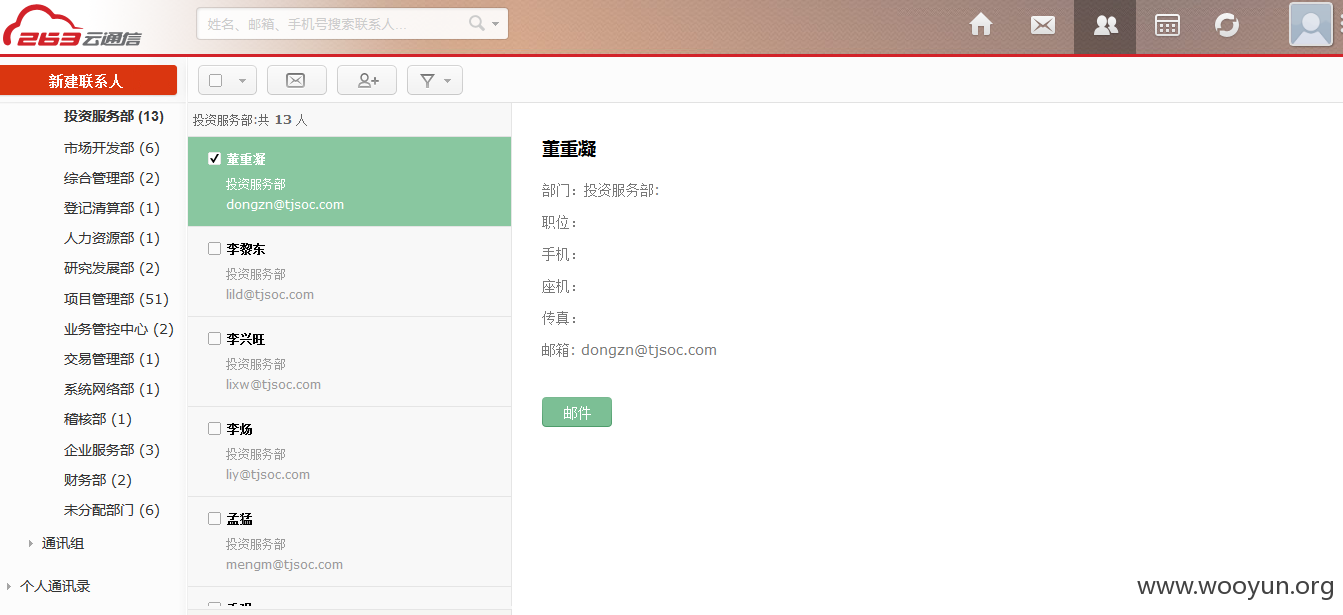 263云通信
姓名、邮箱、手机号搜索联系人...
新建联系人
投资服务部 (13)
市场开发部 (6)
综合管理部 (2)
登记清算部 (1)
人力资源部 (1)
研究发展部 (2)
项目管理部 (51)
业务管控中心 (2)
交易管理部 (1)
系统网络部 (1)
稽核部 (1)
企业服务部 (3)
财务部 (2)
未分配部门 (6)
通讯组
个人通讯录
投资服务部:共 13 人
董重凝
投资服务部
dongzn@tjsoc.com
李黎东
投资服务部
lild@tjsoc.com
李兴旺
投资服务部
lixw@tjsoc.com
李炀
投资服务部
liy@tjsoc.com
孟猛
投资服务部
mengm@tjsoc.com
董重凝
部门：投资服务部:
职位：
手机：
座机：
传真：
邮箱：dongzn@tjsoc.com
邮件
www.wooyun.org